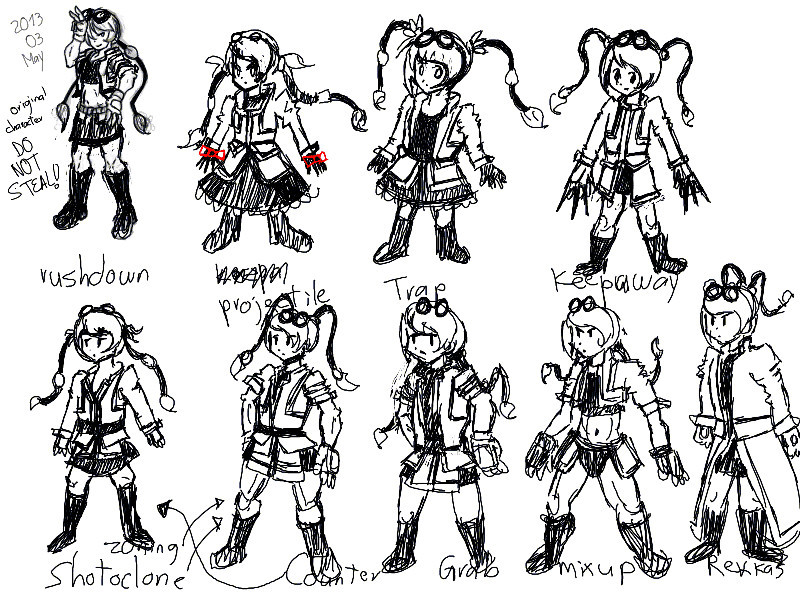 2013
03
May
original
character
DO
NOT
STEAL!
rushdown
projectile
Trap
Keepaway
zoning
Shotoclone
Counter
Grab
mixup
Rekkas